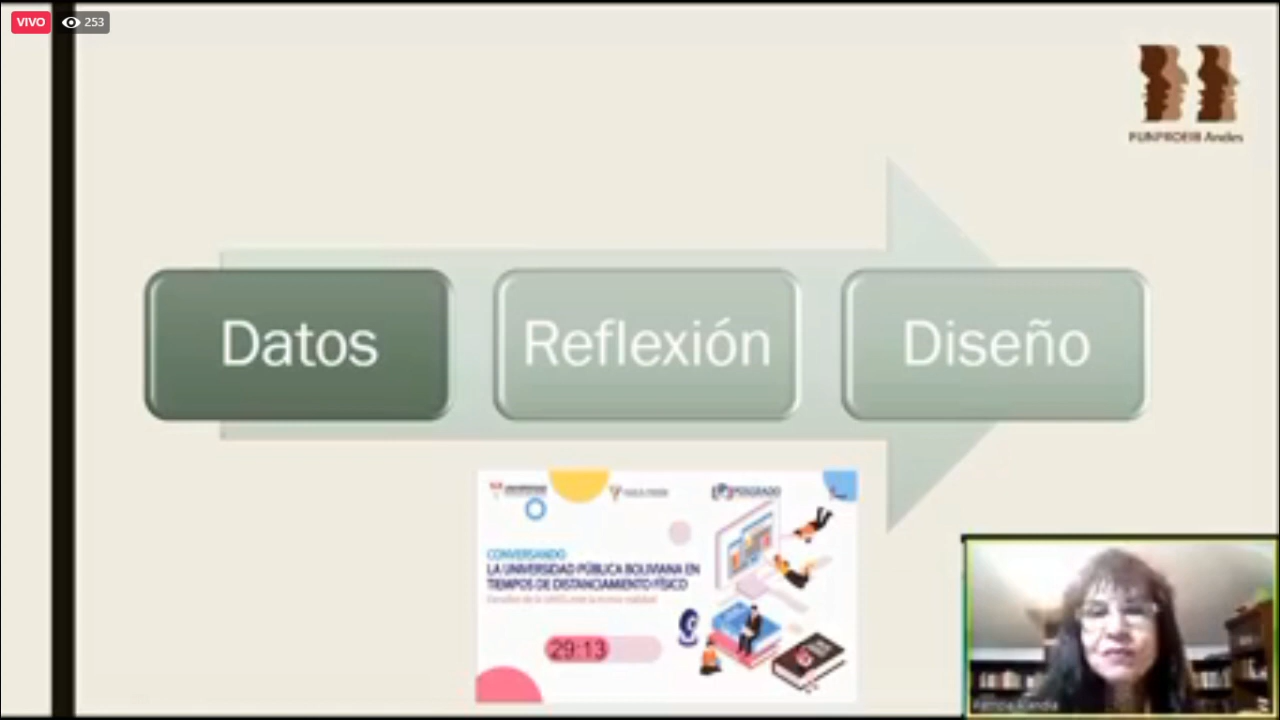 VIVO 253
FUNPROEIB Andes
Datos Reflexión Diseño
UNIVERSIDAD
POSGRADO
CONVERSANDO
LA UNIVERSIDAD PÚBLICA BOLIVIANA EN
TIEMPOS DE DISTANCIAMIENTO FÍSICO
29:13